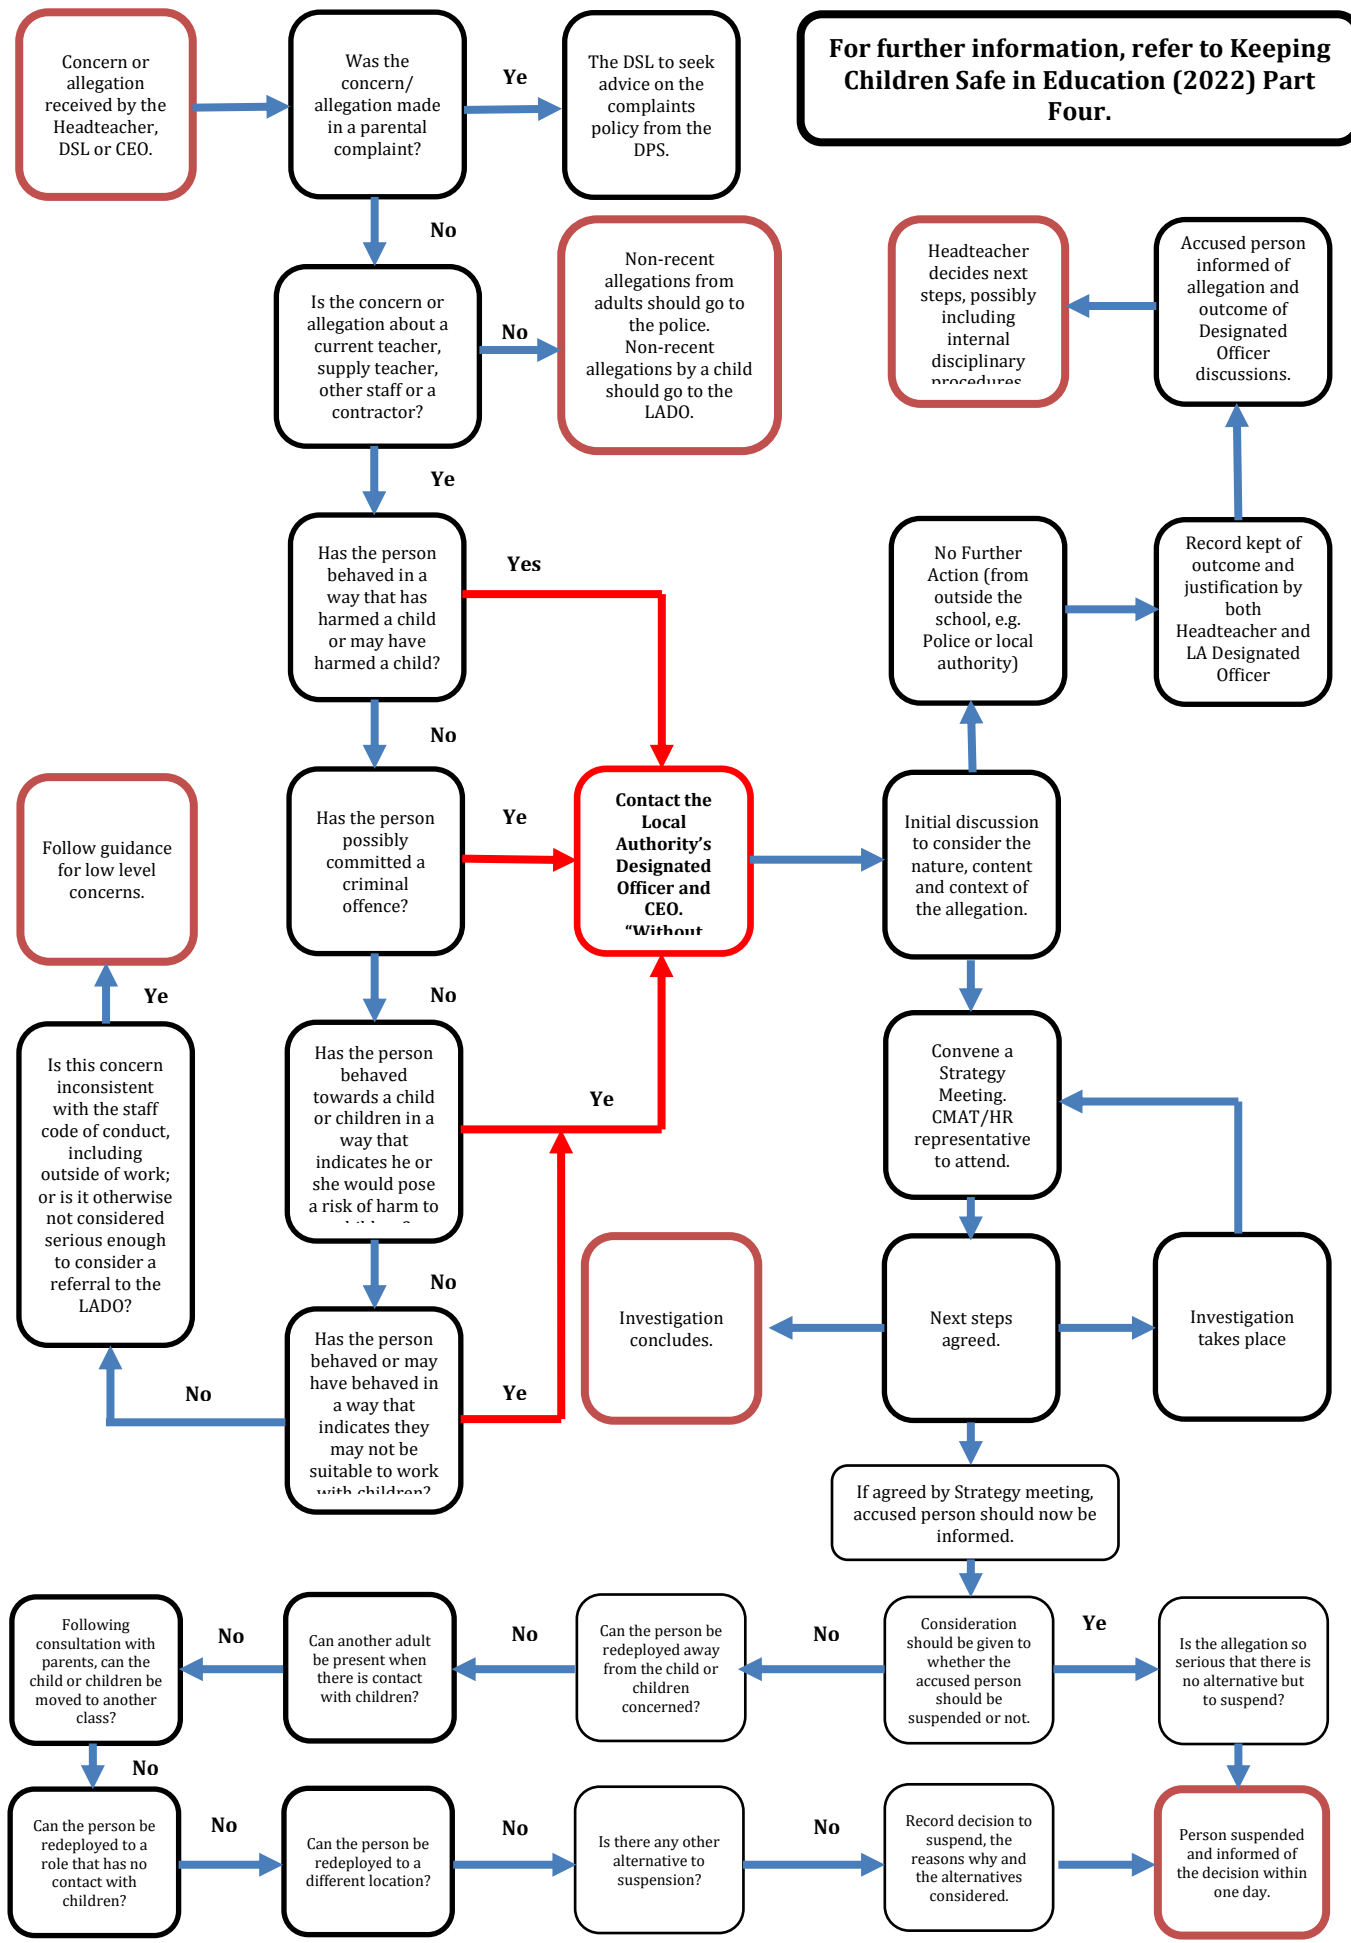 Concern or
allegation
received by the
Headteacher,
DSL or CEO.
Was the
concern/
allegation made
in a parental
complaint?
Ye
The DSL to seek
advice on the
complaints
policy from the
DPS.
For further information, refer to Keeping
Children Safe in Education (2022) Part
Four.
No
Is the concern or
allegation about a
current teacher,
supply teacher,
other staff or a
contractor?
No
Non-recent
allegations from
adults should go to
the police.
Non-recent
allegations by a child
should go to the
LADO.
Headteacher
decides next
steps, possibly
including
internal
disciplinary
procedures
Accused person
informed of
allegation and
outcome of
Designated
Officer
discussions.
Ye
Has the person
behaved in a
way that has
harmed a child
or may have
harmed a child?
Yes
No Further
Action (from
outside the
school, e.g.
Police or local
authority)
Record kept of
outcome and
justification by
both
Headteacher and
LA Designated
Officer
No
Follow guidance
for low level
concerns.
Has the person
possibly
committed a
criminal
offence?
Ye
Contact the
Local
Authority’s
Designated
Officer and
CEO.
“Without
Initial discussion
to consider the
nature, content
and context of
the allegation.
Ye
No
Is this concern
inconsistent
with the staff
code of conduct,
including
outside of work;
or is it otherwise
not considered
serious enough
to consider a
referral to the
LADO?
Has the person
behaved
towards a child
or children in a
way that
indicates he or
she would pose
a risk of harm to
Ye
Convene a
Strategy
Meeting.
CMAT/HR
representative
to attend.
No
Has the person
behaved or may
have behaved in
a way that
indicates they
may not be
suitable to work
with children?
No
Ye
Investigation
concludes.
Next steps
agreed.
Investigation
takes place
If agreed by Strategy meeting,
accused person should now be
informed.
Following
consultation with
parents, can the
child or children be
moved to another
class?
No
Can another adult
be present when
there is contact
with children?
No
Can the person be
redeployed away
from the child or
children
concerned?
No
Consideration
should be given to
whether the
accused person
should be
suspended or not.
Ye
Is the allegation so
serious that there is
no alternative but
to suspend?
No
Can the person be
redeployed to a
role that has no
contact with
children?
No
Can the person be
redeployed to a
different location?
No
Is there any other
alternative to
suspension?
No
Record decision to
suspend, the
reasons why and
the alternatives
considered.
Person suspended
and informed of
the decision within
one day.